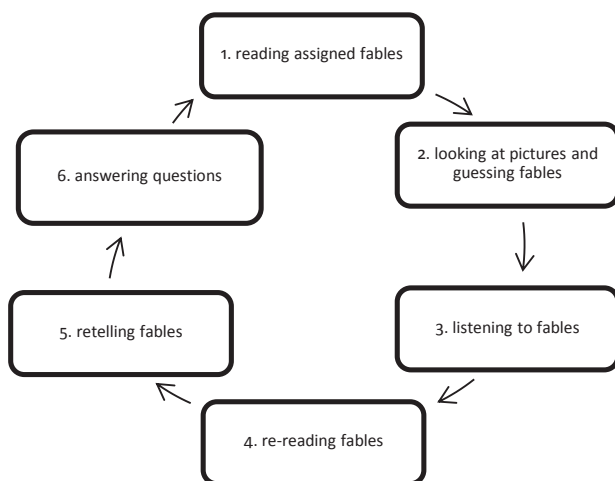 1. reading assigned fables
2. looking at pictures and
guessing fables
3. listening to fables
4. re-reading fables
5. retelling fables
6. answering questions